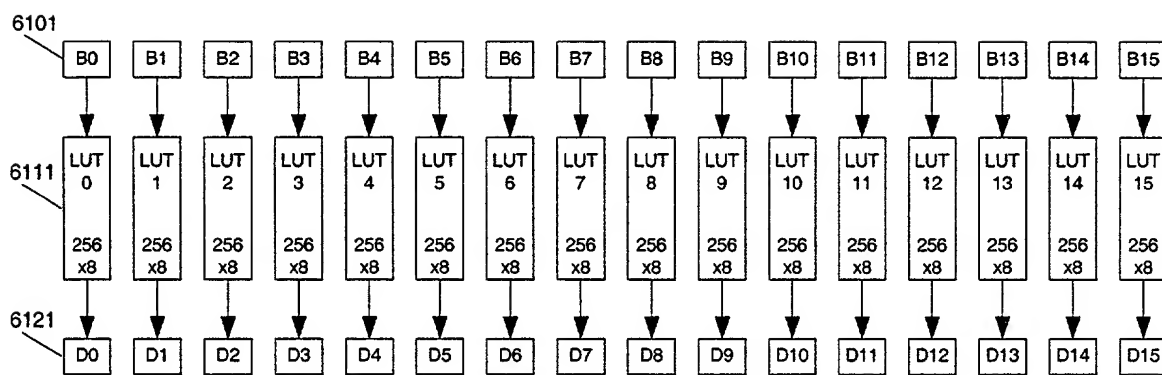 6101
B0 B1 B2 B3 B4 B5 B6 B7 B8 B9 B10 B11 B12 B13 B14 B15
LUT LUT LUT LUT LUT LUT LUT LUT LUT LUT LUT LUT LUT LUT LUT LUT
6111
0 1 2 3 4 5 6 7 8 9 10 11 12 13 14 15
256 256 256 256 256 256 256 256 256 256 256 256 256 256 256 256
x8 x8 x8 x8 x8 x8 x8 x8 x8 x8 x8 x8 x8 x8 x8 x8
6121
D0 D1 D2 D3 D4 D5 D6 D7 D8 D9 D10 D11 D12 D13 D14 D15